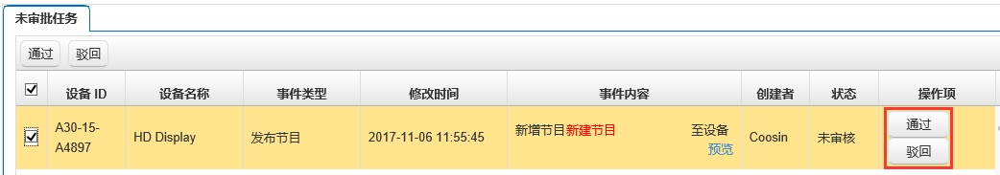 未审批任务
通过 驳回
设备 ID 设备名称 事件类型 修改时间 事件内容 创建者 状态 操作项
A30-15-
A4897
HD Display 发布节目 2017-11-06 11:55:45 新增节目新建节目 至设备
预览
Coosin 未审核 通过
驳回